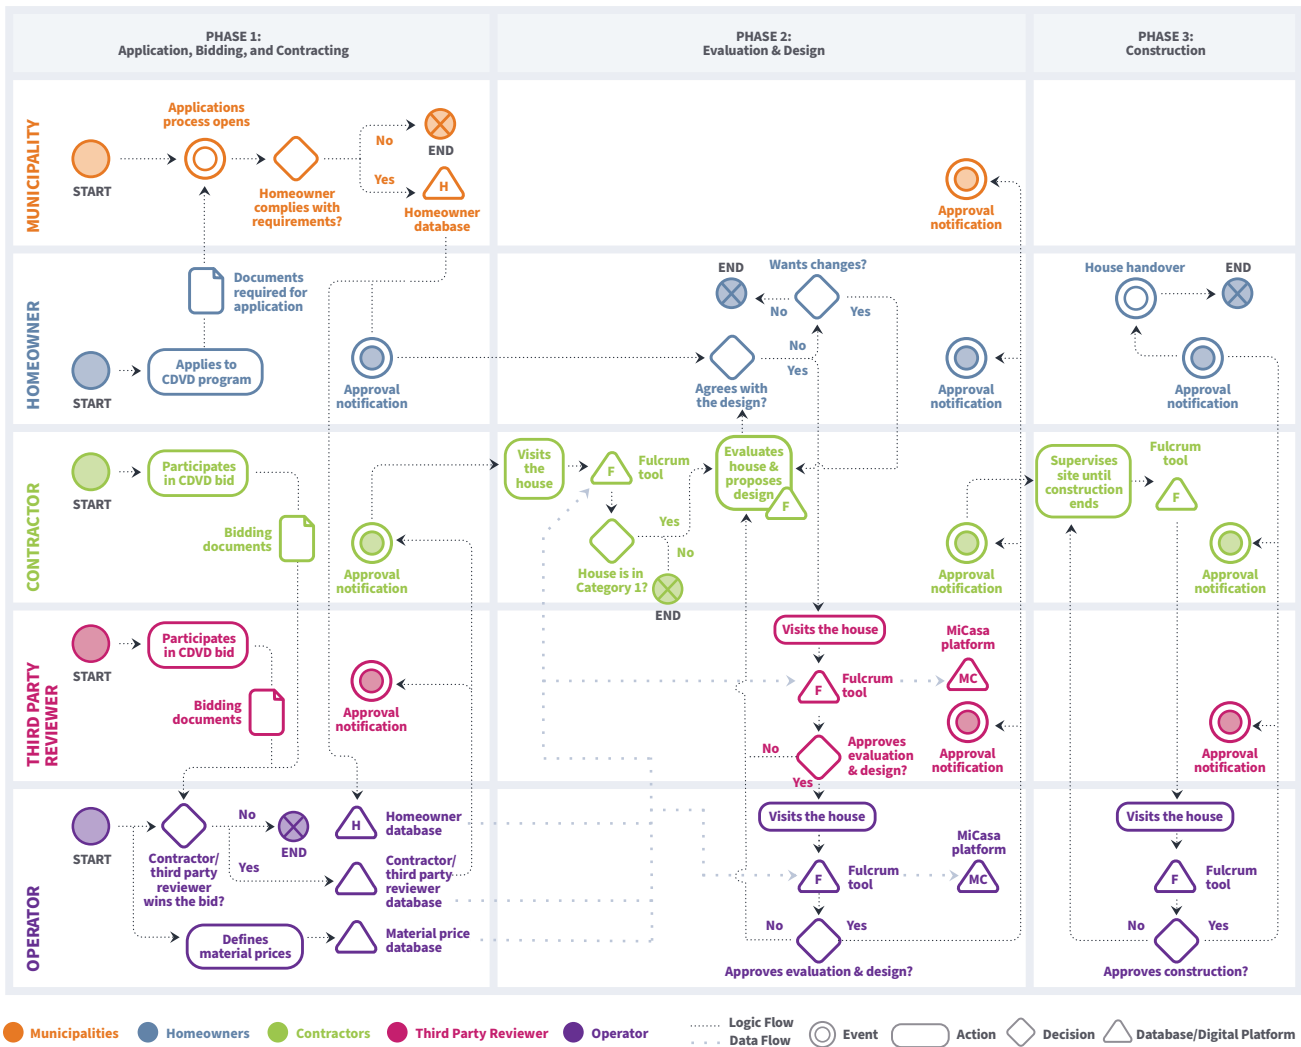 PHASE 1:
Application, Bidding, and Contracting
PHASE 2:
Evaluation & Design
PHASE 3:
Construction
MUNICIPALITY
START
Applications
process opens
Homeowner
complies with
requirements?
No
Yes
END
H
Homeowner
database
Approval
notification
HOMEOWNER
START
Applies to
CDVD program
Documents
required for
application
Approval
notification
END
Wants changes?
No
Yes
No
Yes
Agrees with
the design?
Approval
notification
House handover
END
Approval
notification
CONTRACTOR
START
Participates
in CDVD bid
Bidding
documents
Approval
notification
Visits
the
house
F
Fulcrum
tool
Yes
No
House is in
Category 1?
END
Evaluates
house &
proposes
design
F
Approval
notification
Supervises
site until
construction
ends
Fulcrum
tool
F
Approval
notification
THIRD PARTY
REVIEWER
START
Participates
in CDVD bid
Bidding
documents
Approval
notification
Visits the house
F
Fulcrum
tool
MiCasa
platform
MC
No
Approves
evaluation
& design?
Yes
Approval
notification
Approval
notification
OPERATOR
START
Contractor/
third party
reviewer
wins the bid?
No
Yes
END
H
Homeowner
database
Contractor/
third party
reviewer
database
Defines
material prices
Material price
database
Visits the house
F
Fulcrum
tool
MiCasa
platform
MC
No
Yes
Approves evaluation & design?
Visits the house
F
Fulcrum
tool
No
Yes
Approves construction?
Municipalities
Homeowners
Contractors
Third Party Reviewer
Operator
Logic Flow
Data Flow
Event
Action
Decision
Database/Digital Platform